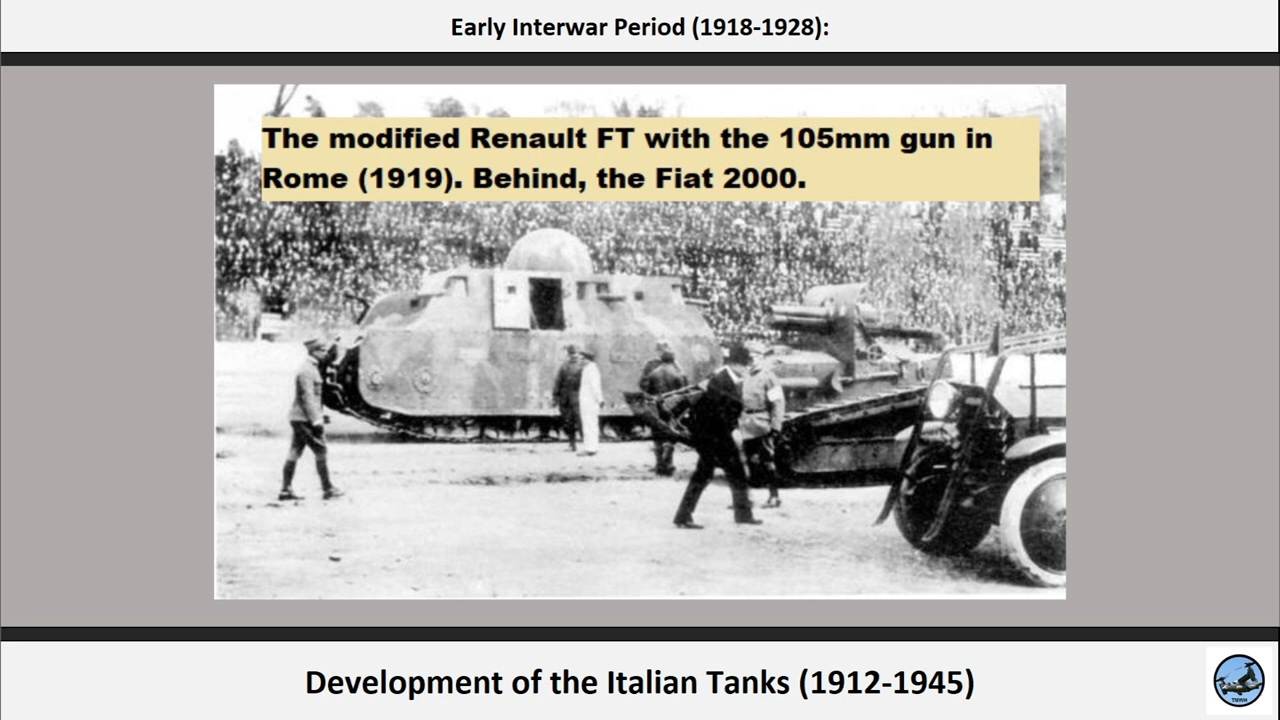 Early Interwar Period (1918-1928):
The modified Renault FT with the 105mm gun in
Rome (1919). Behind, the Fiat 2000.
Development of the Italian Tanks (1912-1945)